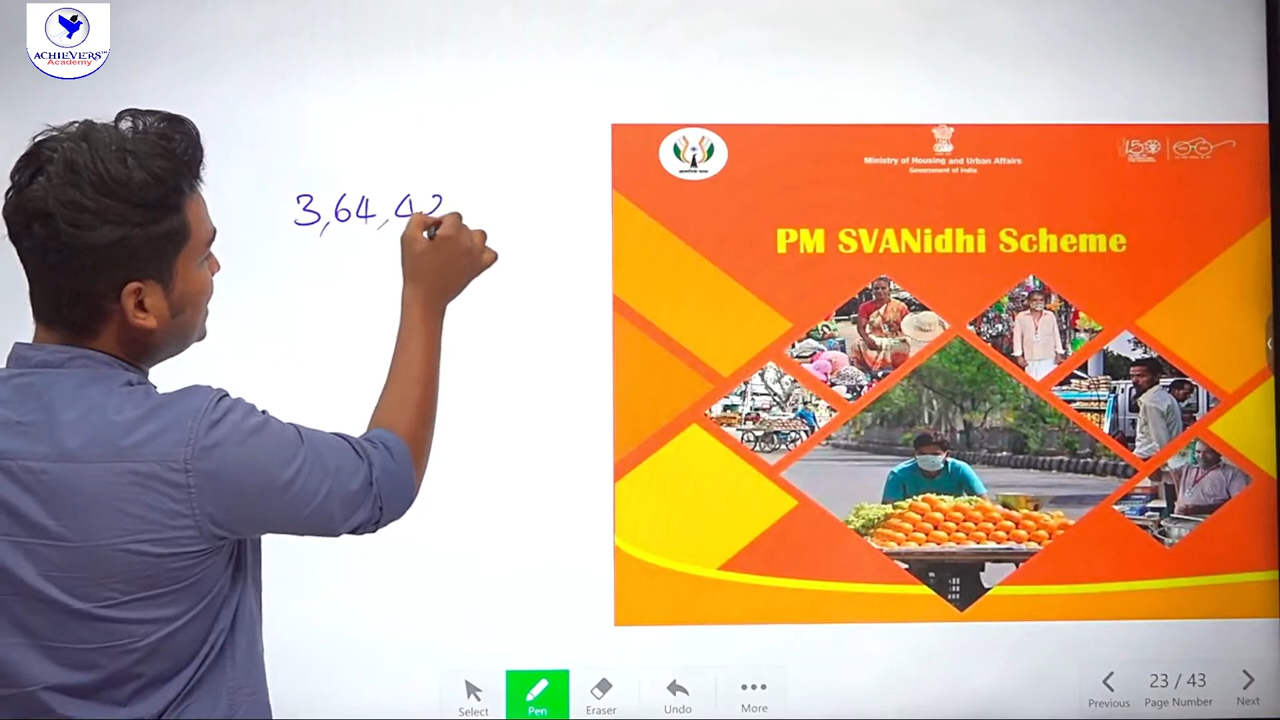 ACHIEVERS™
Academy
3,64,42
Ministry of Housing and Urban Affairs
Government of India
PM SVANidhi Scheme
Select
Pen
Eraser
Undo
More
Previous
23 / 43
Page Number
Next